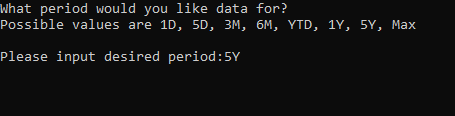 What period would you like data for?
Possible values are 1D, 5D, 3M, 6M, YTD, 1Y, 5Y, Max
Please input desired period:5Y